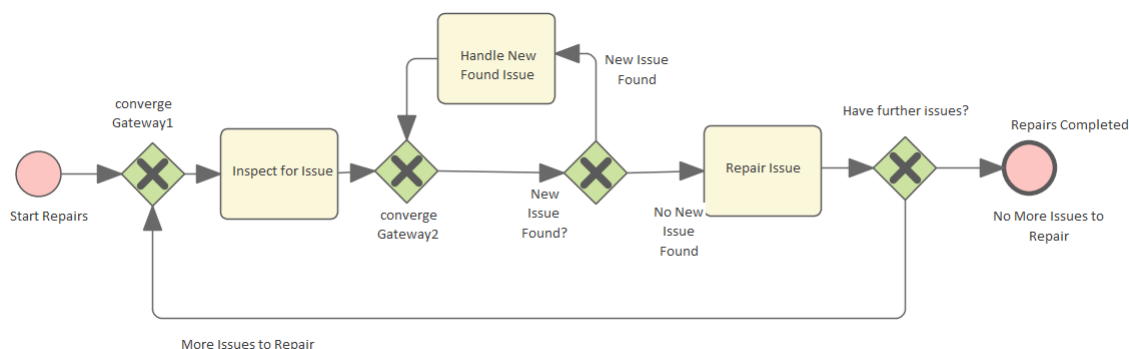 Handle New
Found Issue
New Issue
Found
converge
Gateway1
Have further issues?
Repairs Completed
Inspect for Issue
Repair Issue
Start Repairs
converge
Gateway2
New
Issue
Found?
No New
Issue
Found
No More Issues to
Repair
More Issues to Repair